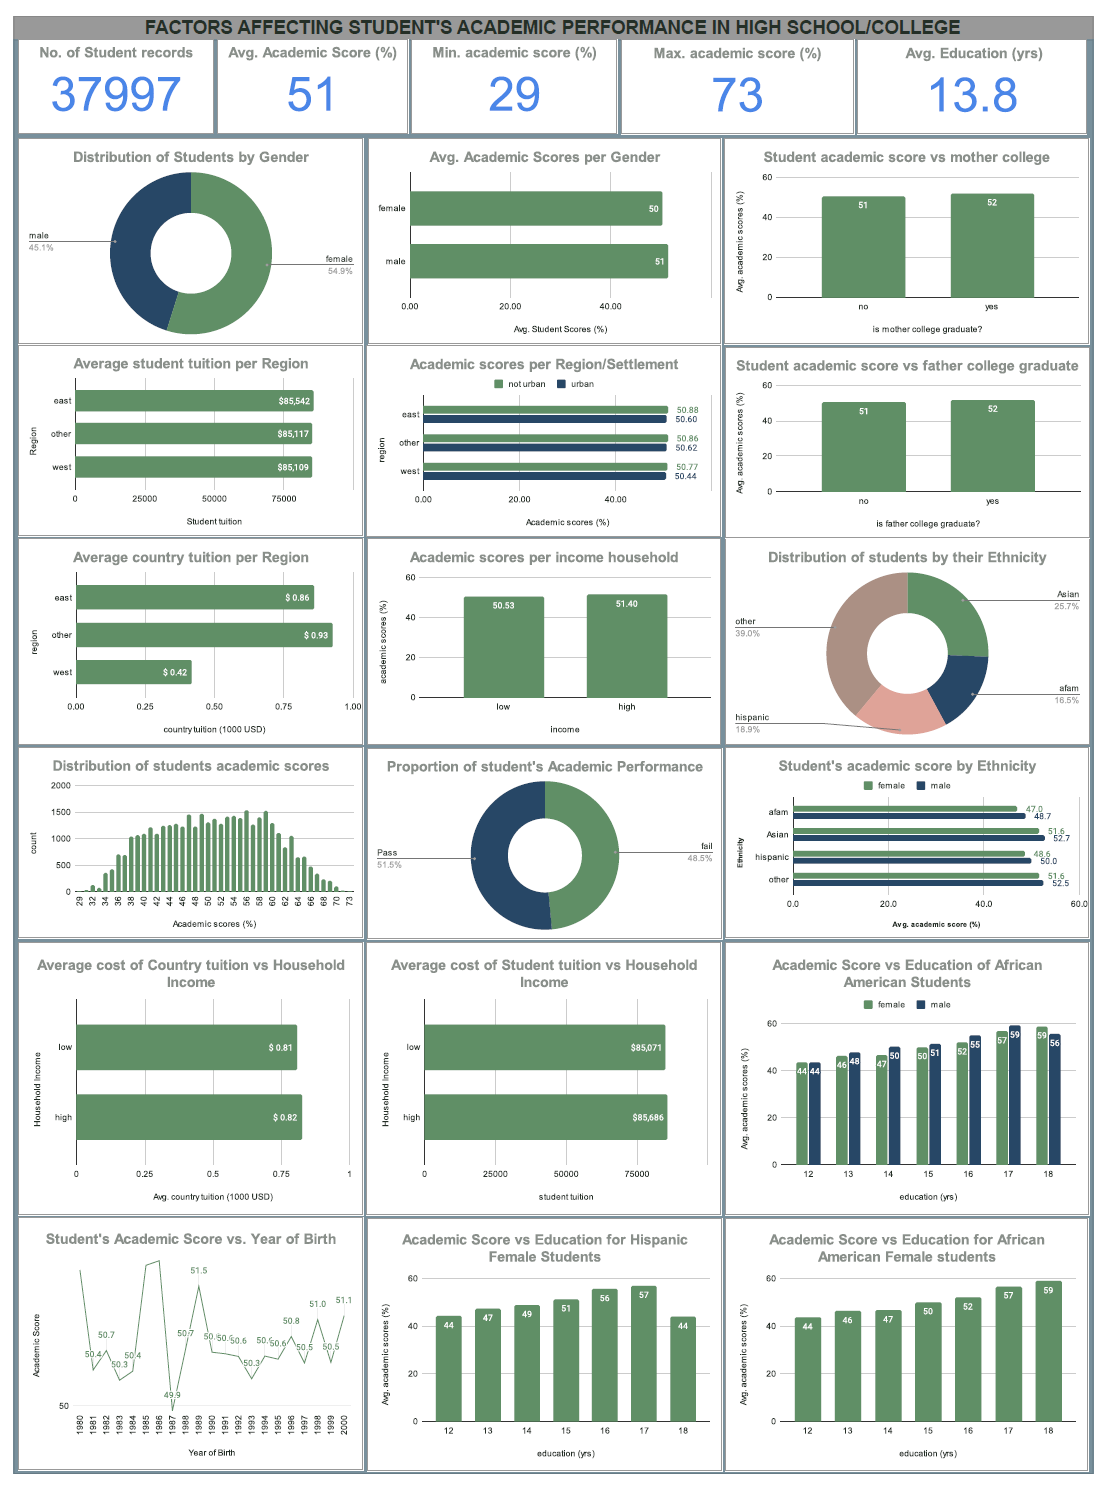 FACTORS AFFECTING STUDENT'S ACADEMIC PERFORMANCE IN HIGH SCHOOL/COLLEGE
No. of Student records
37997
Avg. Academic Score (%)
51
Min. academic score (%)
29
Max. academic score (%)
73
Avg. Education (yrs)
13.8
Distribution of Students by Gender
male
45.1%
female
54.9%
Avg. Academic Scores per Gender
female
50
male
51
0.00 20.00 40.00
Avg. Student Scores (%)
Student academic score vs mother college
Avg. academic scores (%)
60
40
20
0
51 52
no yes
is mother college graduate?
Average student tuition per Region
Region
east $85,542
other $85,117
west $85,109
0 25000 50000 75000
Student tuition
Academic scores per Region/Settlement
not urban urban
region
east 50.88
50.60
other 50.86
50.62
west 50.77
50.44
0.00 20.00 40.00
Academic scores (%)
Student academic score vs father college graduate
Avg. academic scores (%)
60
40
20
0
51 52
no yes
is father college graduate?
Average country tuition per Region
region
east $ 0.86
other $ 0.93
west $ 0.42
0.00 0.25 0.50 0.75 1.00
country tuition (1000 USD)
Academic scores per income household
academic scores (%)
60
40
20
0
50.53 51.40
low high
income
Distribution of students by their Ethnicity
Asian
25.7%
other
39.0%
afam
16.5%
hispanic
18.9%
Distribution of students academic scores
count
2000
1500
1000
500
0
29 32 34 36 38 40 42 44 46 48 50 52 54 56 58 60 62 64 66 68 70 73
Academic scores (%)
Proportion of student's Academic Performance
Pass
51.5%
fail
48.5%
Student's academic score by Ethnicity
female male
Ethnicity
afam 47.0
48.7
Asian 51.6
52.7
hispanic 48.6
50.0
other 51.6
52.5
0.0 20.0 40.0 60.0
Avg. academic score (%)
Average cost of Country tuition vs Household
Income
Household Income
low $ 0.81
high $ 0.82
0 0.25 0.5 0.75 1
Avg. country tuition (1000 USD)
Average cost of Student tuition vs Household
Income
Household Income
low $85,071
high $85,686
0 25000 50000 75000
student tuition
Academic Score vs Education of African
American Students
female male
Avg. academic scores (%)
60
40
20
0
44 44 46 48 47 50 50 51 52 55 57 59 59 56
12 13 14 15 16 17 18
education (yrs)
Student's Academic Score vs. Year of Birth
Academic Score
50
50.4 50.7 50.3 50.4 49.9 50.7 51.5 50.6 50.3 50.6 50.8 50.5 51.0 50.5 51.1
1980 1981 1982 1983 1984 1985 1986 1987 1988 1989 1990 1991 1992 1993 1994 1995 1996 1997 1998 1999 2000
Year of Birth
Academic Score vs Education for Hispanic
Female Students
Avg. academic scores (%)
60
40
20
0
44 47 49 51 56 57 44
12 13 14 15 16 17 18
education (yrs)
Academic Score vs Education for African
American Female students
Avg. academic scores (%)
60
40
20
0
44 46 47 50 52 57 59
12 13 14 15 16 17 18
education (yrs)